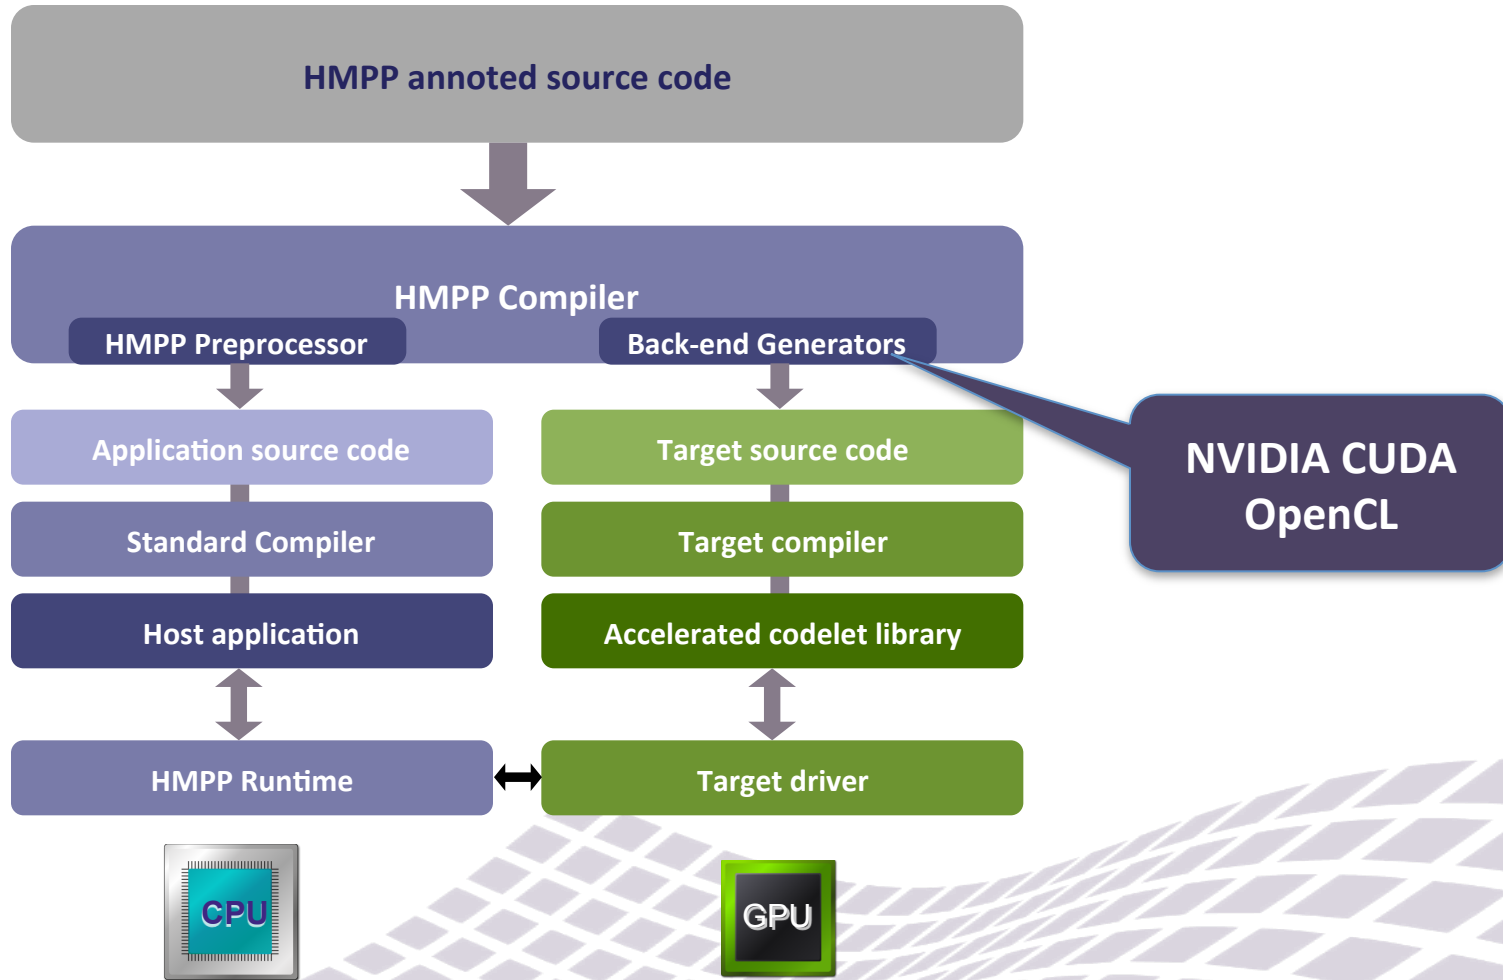 HMPP annoted source code
HMPP Compiler
HMPP Preprocessor
Back-end Generators
Application source code
Target source code
NVIDIA CUDA
OpenCL
Standard Compiler
Target compiler
Host application
Accelerated codelet library
HMPP Runtime
Target driver
CPU
GPU